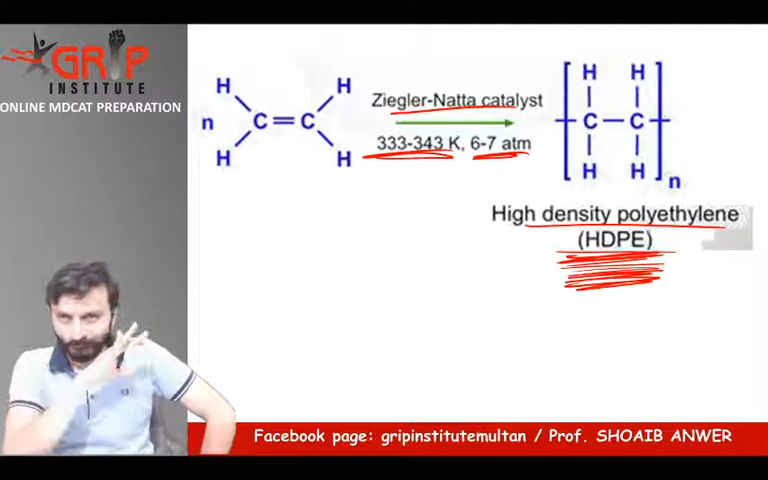 GRIP
INSTITUTE
ONLINE MDCAT PREPARATION
n
H
H
C=C
H
H
Ziegler-Natta catalyst
333-343 K, 6-7 atm
H H
C—C
H H
n
High density polyethylene
(HDPE)
Facebook page: gripinstitutemultan / Prof. SHOAIB ANWER